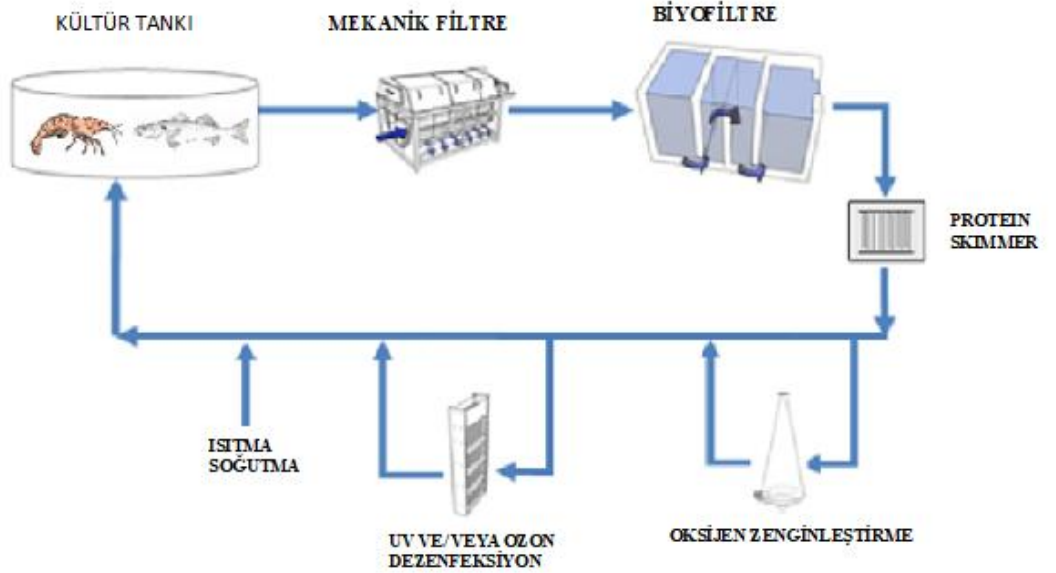 KÜLTÜR TANKI
MEKANİK FİLTRE
BİYOFİLTRE
PROTEIN
SKIMMER
ISITMA
SOĞUTMA
UV VE/VEYA OZON
DEZENFEKSİYON
OKSİJEN ZENGİNLEŞTİRME